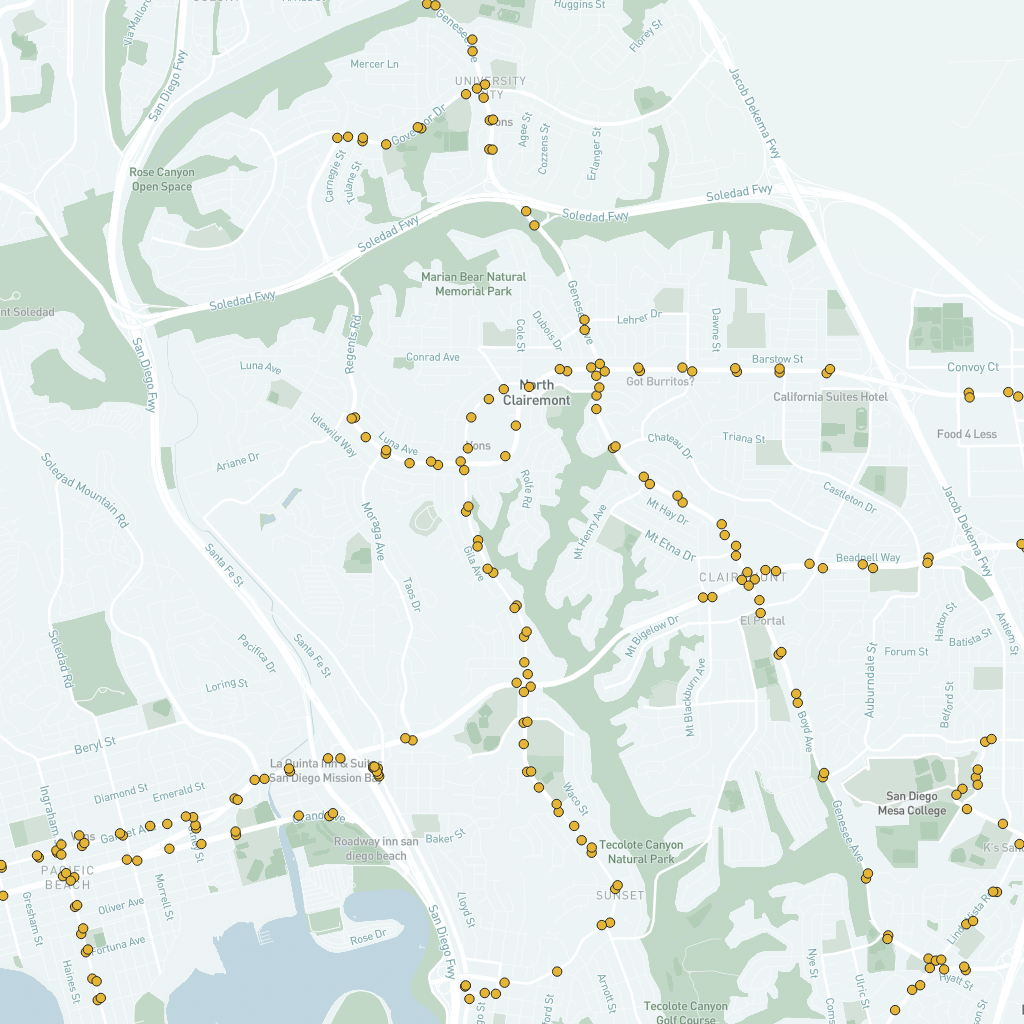 Huggins St
Via Mallorc
Genesee
Florey St
San Diego Fwy
Mercer Ln
Jacob Dekema Fwy
UNIVERSITY
Governor Dr
Agee St
Cozzens St
Erlanger St
Rose Canyon
Open Space
Carnegie St
Tulane St
Soledad Fwy
Soledad Fwy
Soledad Fwy
Soledad Fwy
Marian Bear Natural
Memorial Park
nt Soledad
Genesee Ave
Lehrer Dr
Dubois Dr
Cole St
Dawne St
Regents Rd
Conrad Ave
Luna Ave
San Diego Fwy
Barstow St
Convoy Ct
Got Burritos?
North
Clairemont
California Suites Hotel
Food 4 Less
Idlewild Way
Luna Ave
Vons
Chateau Dr
Triana St
Ariane Dr
Rolfe Rd
Castleton Dr
Soledad Mountain Rd
Mt Hay Dr
Jacob Dekema Fwy
Moraga Ave
Mt Henry Ave
Mt Etna Dr
Santa Fe St
Gila Ave
Beadnell Way
Taos Dr
El Portal
Hatton St
Antiem St
Batista St
Mt Bigelow Dr
Forum St
Santa Fe St
Pacifica Dr
Soledad Rd
Loring St
Mt Blackburn Ave
Auburndale St
Belford St
Boyd Ave
Beryl St
La Quinta Inn & Suites
San Diego Mission Bay
Diamond St
Emerald St
Ingraham
Waco St
San Diego
Mesa College
Genesee Ave
Garnet Ave
Grand Ave
Baker St
Roadway inn san
diego beach
Tecolote Canyon
Natural Park
PACIFIC
BEACH
SUNSET
Gresham St
Morrell St
Oliver Ave
Lloyd St
Fortuna Ave
Rose Dr
San Diego Fwy
Haines St
Hyatt St
Nye St
Ulric St
Arnott St
Tecolote Canyon
Golf Course